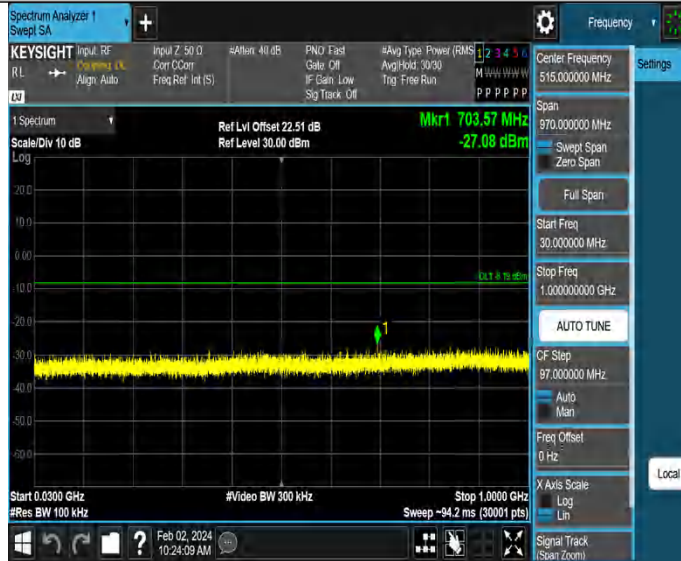 Spectrum Analyzer 1
Swept SA
+
Frequency
KEYSIGHT
RL
LXI
Input: RF
Coupling: DC
Align: Auto
Input Z: 50 Ω
Corr CCorr
Freq Ref: Int (S)
#Atten: 40 dB
PNO: Fast
Gate: Off
IF Gain: Low
Sig Track: Off
#Avg Type: Power (RMS
Avg|Hold: 30/30
Trig: Free Run
1 2 3 4 5 6
M W W W W W
P P P P P P
1 Spectrum
Scale/Div 10 dB
Log
Ref Lvl Offset 22.51 dB
Ref Level 30.00 dBm
Mkr1 703.57 MHz
-27.08 dBm
20.0
10.0
0.00
-10.0
-20.0
-30.0
-40.0
-50.0
-60.0
1
Start 0.0300 GHz
#Res BW 100 kHz
#Video BW 300 kHz
Stop 1.0000 GHz
Sweep ~94.2 ms (30001 pts)
Center Frequency
515.000000 MHz
Settings
Span
970.000000 MHz
Swept Span
Zero Span
Full Span
Start Freq
30.000000 MHz
Stop Freq
1.000000000 GHz
AUTO TUNE
CF Step
97.000000 MHz
Auto
Man
Freq Offset
0 Hz
X Axis Scale
Log
Lin
Local
Signal Track
(Span Zoom)
?
Feb 02, 2024
10:24:09 AM